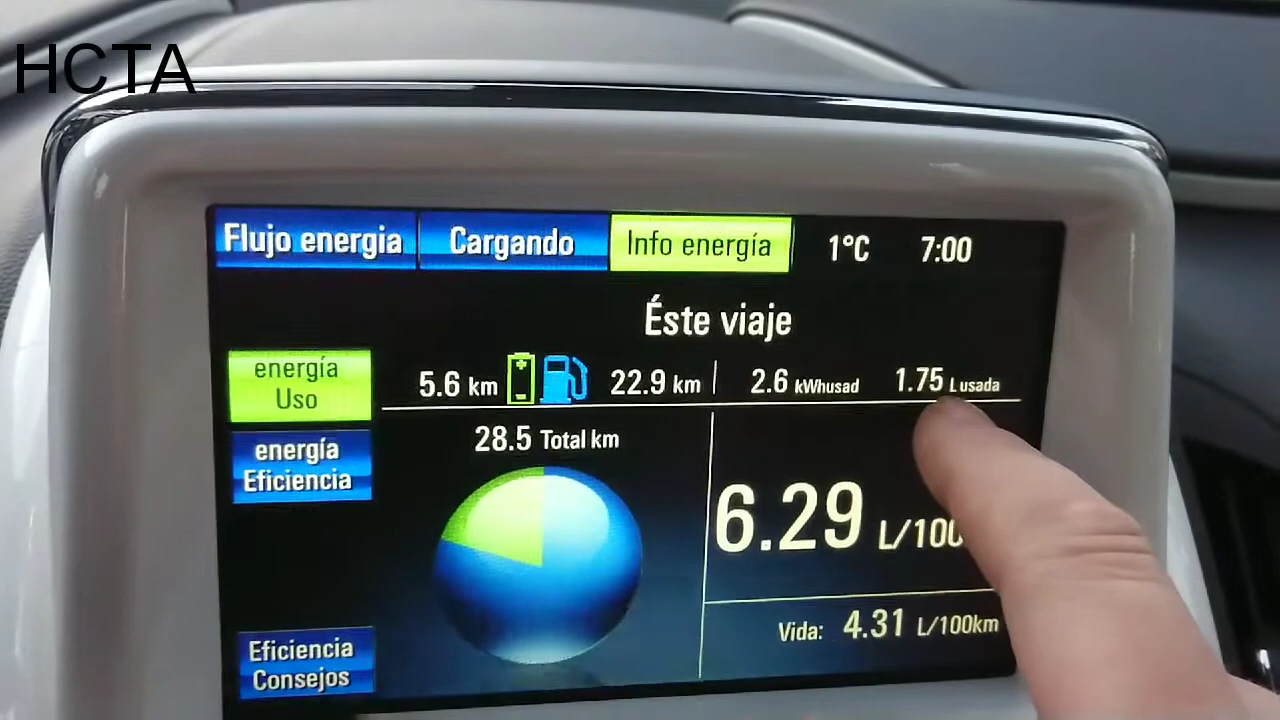 HCTA
Flujo energia Cargando Info energía 1°C 7:00
Éste viaje
energía
Uso
5.6 km 22.9 km 2.6 kWhusad 1.75 L usada
28.5 Total km
energía
Eficiencia
6.29 L/100
Vida: 4.31 L/100km
Eficiencia
Consejos